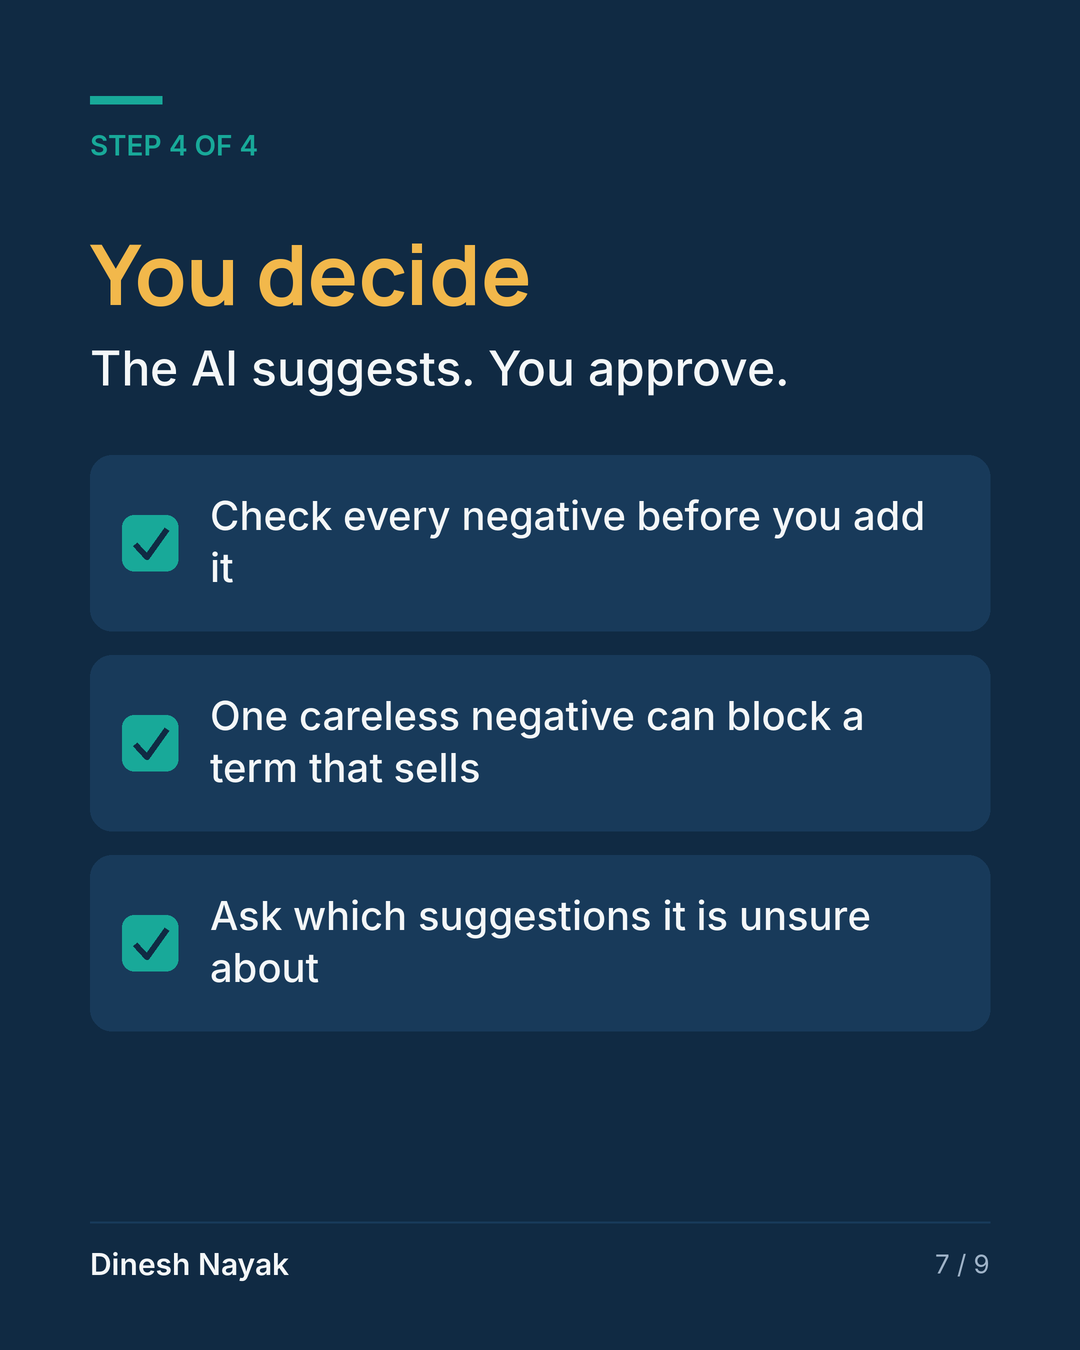 STEP 4 OF 4
You decide
The AI suggests. You approve.
Check every negative before you add
it
One careless negative can block a
term that sells
Ask which suggestions it is unsure
about
Dinesh Nayak
7 / 9